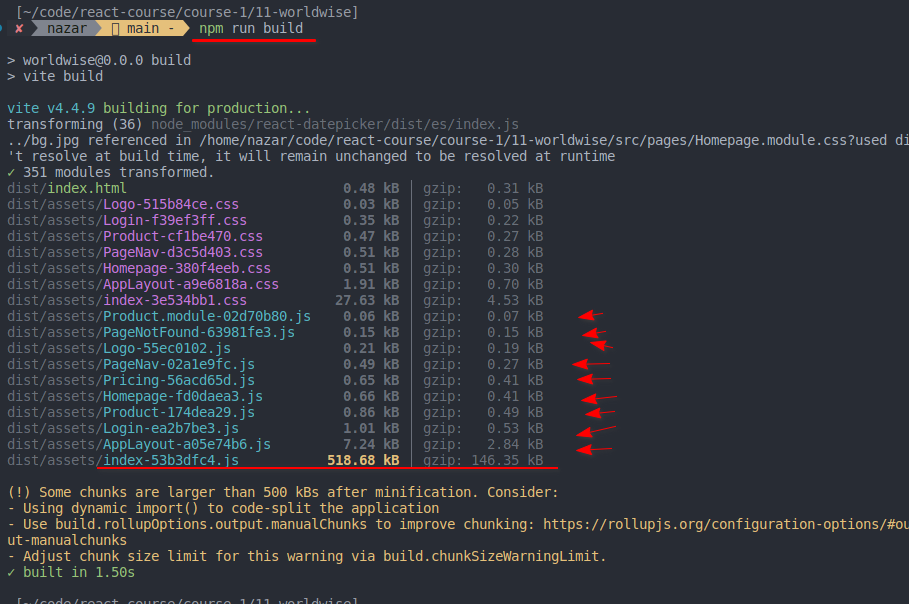 [~/code/react-course/course-1/11-worldwise]
✘ nazar main - npm run build
> worldwise@0.0.0 build
> vite build
vite v4.4.9 building for production...
transforming (36) node_modules/react-datepicker/dist/es/index.js
../bg.jpg referenced in /home/nazar/code/react-course/course-1/11-worldwise/src/pages/Homepage.module.css?used di
't resolve at build time, it will remain unchanged to be resolved at runtime
✓ 351 modules transformed.
dist/index.html 0.48 kB │ gzip: 0.31 kB
dist/assets/Logo-515b84ce.css 0.03 kB │ gzip: 0.05 kB
dist/assets/Login-f39ef3ff.css 0.35 kB │ gzip: 0.22 kB
dist/assets/Product-cf1be470.css 0.47 kB │ gzip: 0.27 kB
dist/assets/PageNav-d3c5d403.css 0.51 kB │ gzip: 0.28 kB
dist/assets/Homepage-380f4eeb.css 0.51 kB │ gzip: 0.30 kB
dist/assets/AppLayout-a9e6818a.css 1.91 kB │ gzip: 0.70 kB
dist/assets/index-3e534bb1.css 27.63 kB │ gzip: 4.53 kB
dist/assets/Product.module-02d70b80.js 0.06 kB │ gzip: 0.07 kB
dist/assets/PageNotFound-63981fe3.js 0.15 kB │ gzip: 0.15 kB
dist/assets/Logo-55ec0102.js 0.21 kB │ gzip: 0.19 kB
dist/assets/PageNav-02a1e9fc.js 0.49 kB │ gzip: 0.27 kB
dist/assets/Pricing-56acd65d.js 0.65 kB │ gzip: 0.41 kB
dist/assets/Homepage-fd0daea3.js 0.66 kB │ gzip: 0.41 kB
dist/assets/Product-174dea29.js 0.86 kB │ gzip: 0.49 kB
dist/assets/Login-ea2b7be3.js 1.01 kB │ gzip: 0.53 kB
dist/assets/AppLayout-a05e74b6.js 7.24 kB │ gzip: 2.84 kB
dist/assets/index-53b3dfc4.js 518.68 kB │ gzip: 146.35 kB
(!) Some chunks are larger than 500 kBs after minification. Consider:
- Using dynamic import() to code-split the application
- Use build.rollupOptions.output.manualChunks to improve chunking: https://rollupjs.org/configuration-options/#ou
ut-manualchunks
- Adjust chunk size limit for this warning via build.chunkSizeWarningLimit.
✓ built in 1.50s
[~/code/react-course/course-1/11-worldwise]